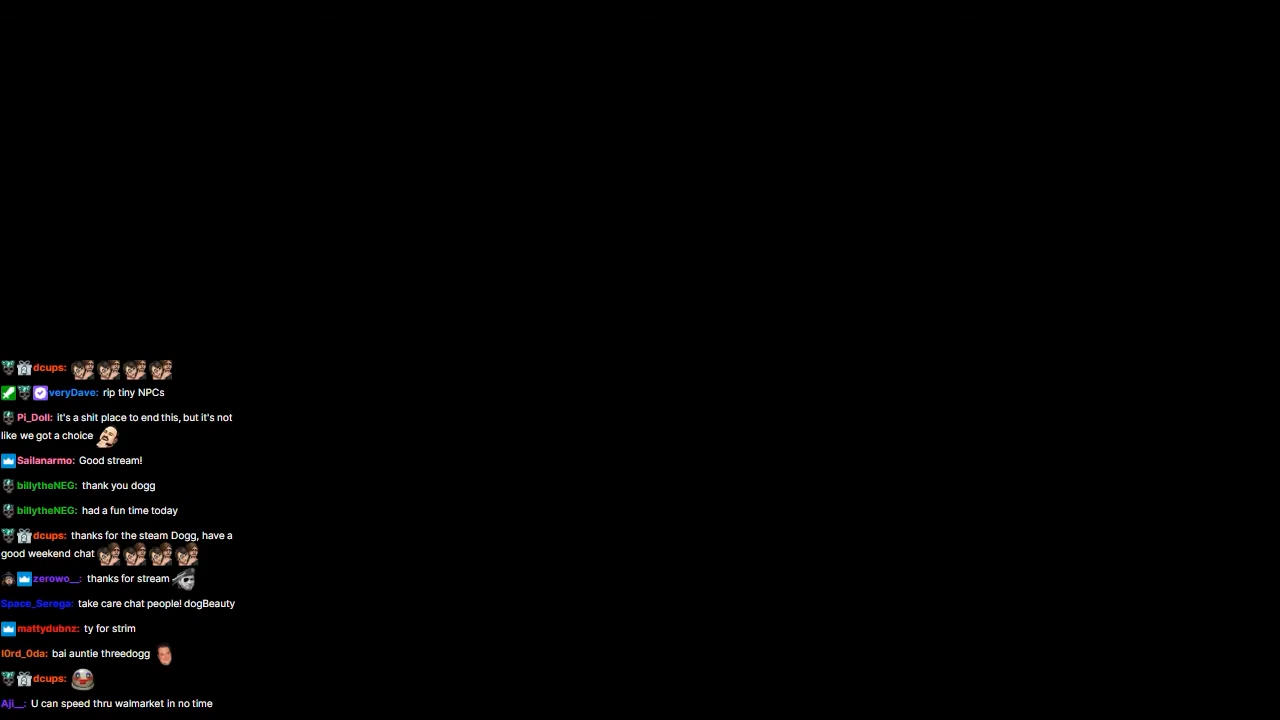 dcups:
veryDave: rip tiny NPCs
Pi_Doll: it's a shit place to end this, but it's not
like we got a choice
Sailanarmo: Good stream!
billytheNEG: thank you dogg
billytheNEG: had a fun time today
dcups: thanks for the steam Dogg, have a
good weekend chat
zerowo__: thanks for stream
Space_Serega: take care chat people! dogBeauty
mattydubnz: ty for strim
l0rd_0da: bai auntie threedogg
dcups:
Aji__: U can speed thru walmarket in no time